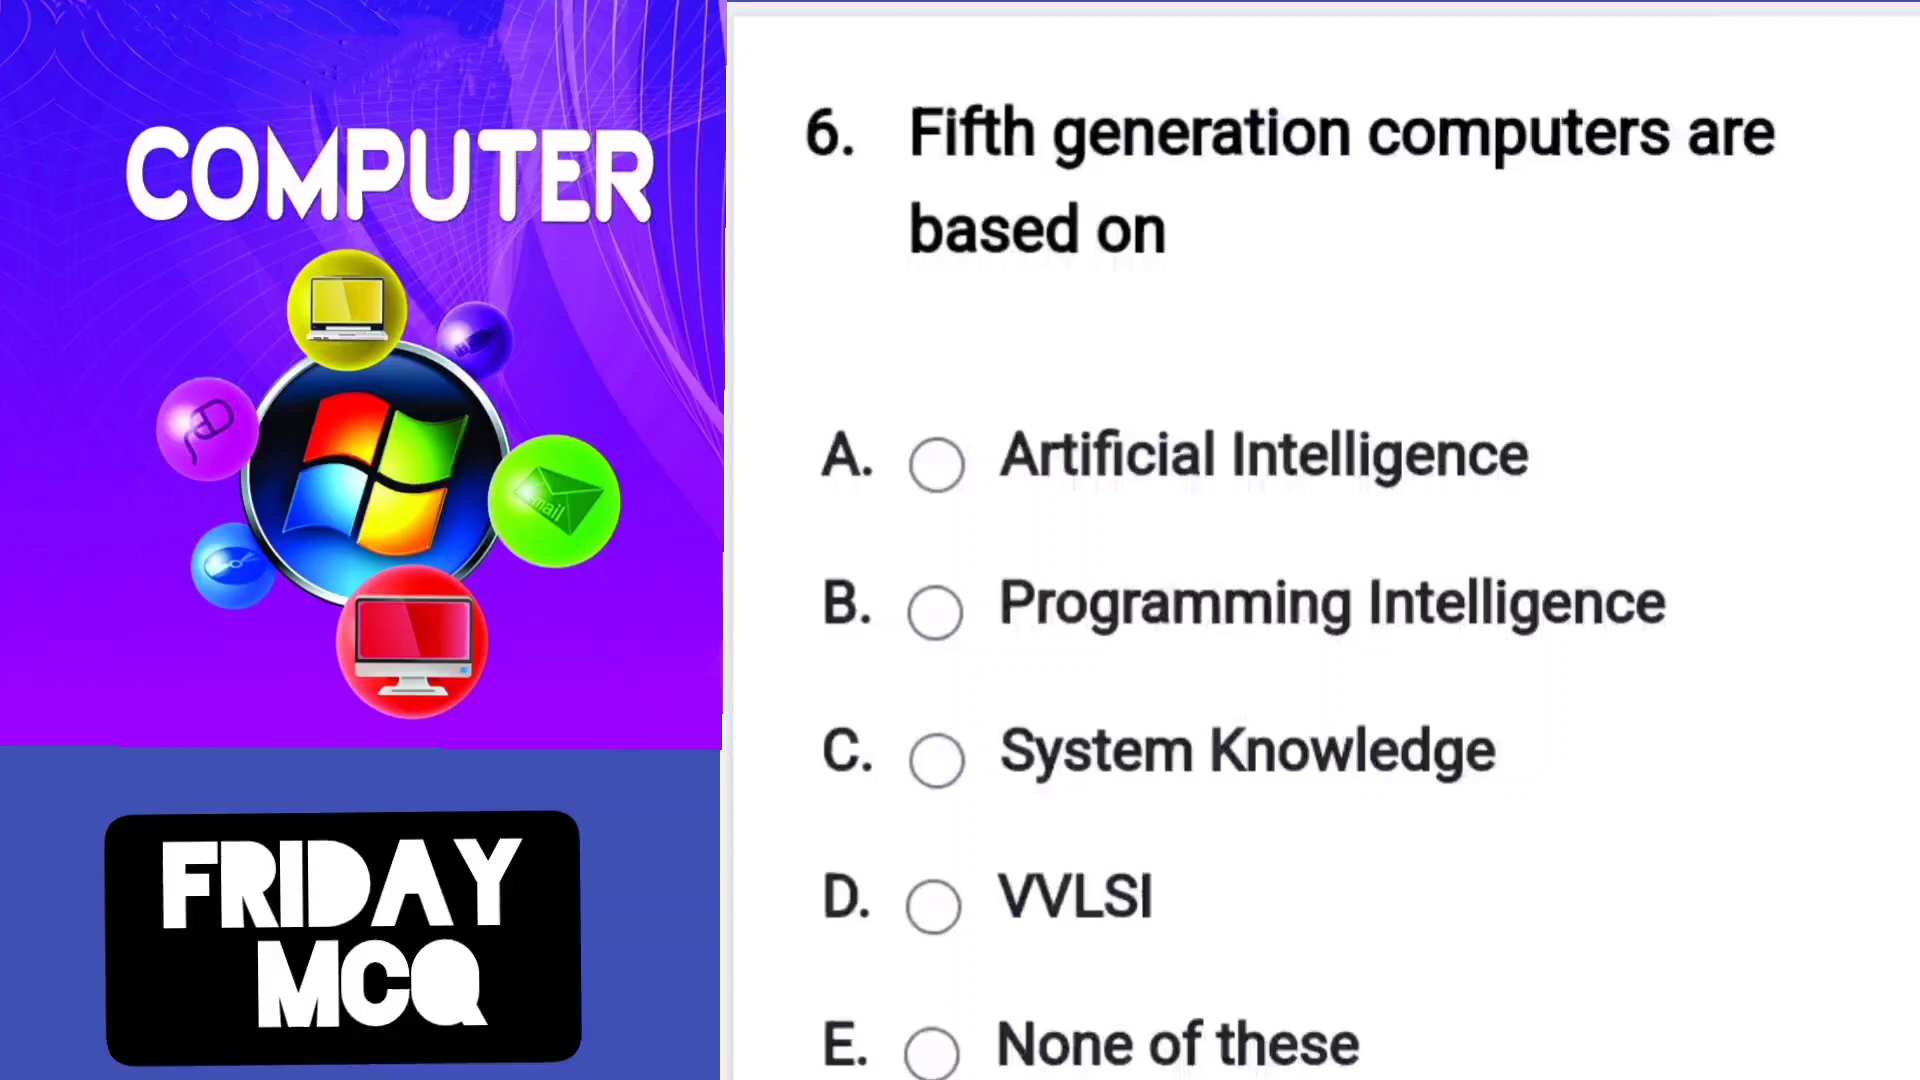 COMPUTER
mail
FRIDAY
MCQ
6. Fifth generation computers are
based on
A. Artificial Intelligence
B. Programming Intelligence
C. System Knowledge
D. VVLSI
E. None of these